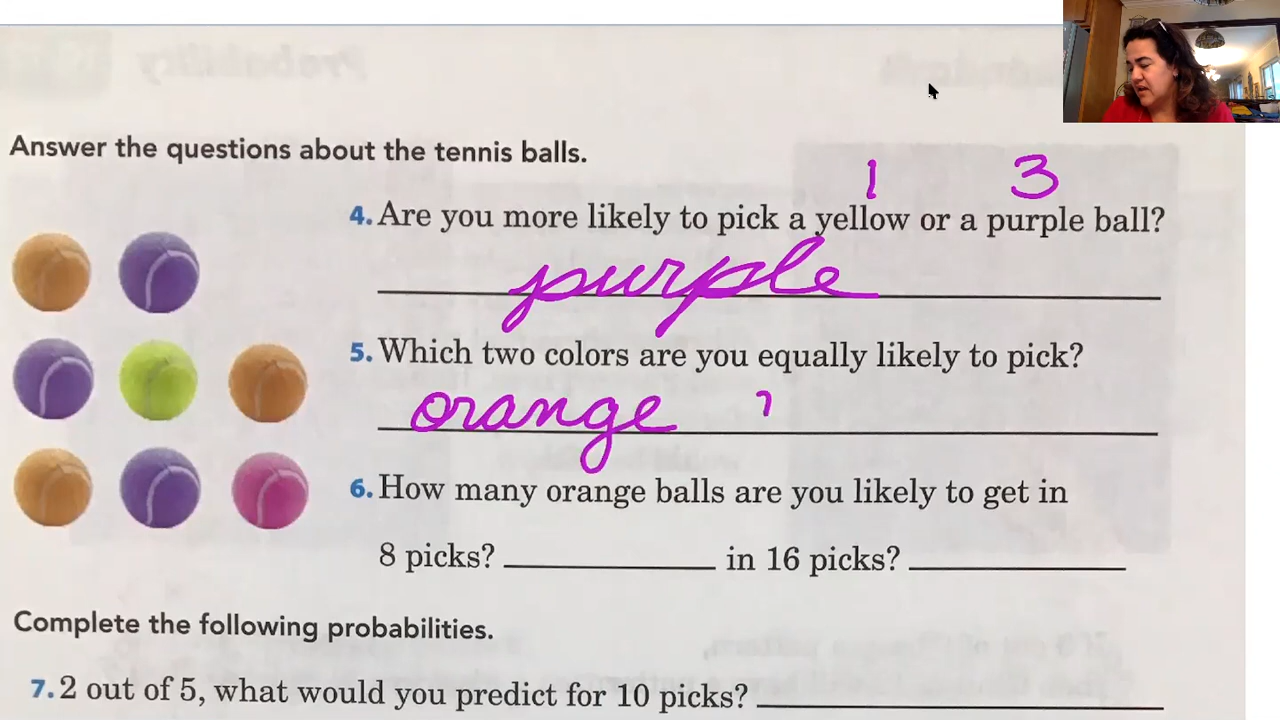 Probability
Answer the questions about the tennis balls.
1 3
4. Are you more likely to pick a yellow or a purple ball?
purple
5. Which two colors are you equally likely to pick?
orange
6. How many orange balls are you likely to get in
8 picks? in 16 picks?
Complete the following probabilities.
7. 2 out of 5, what would you predict for 10 picks?